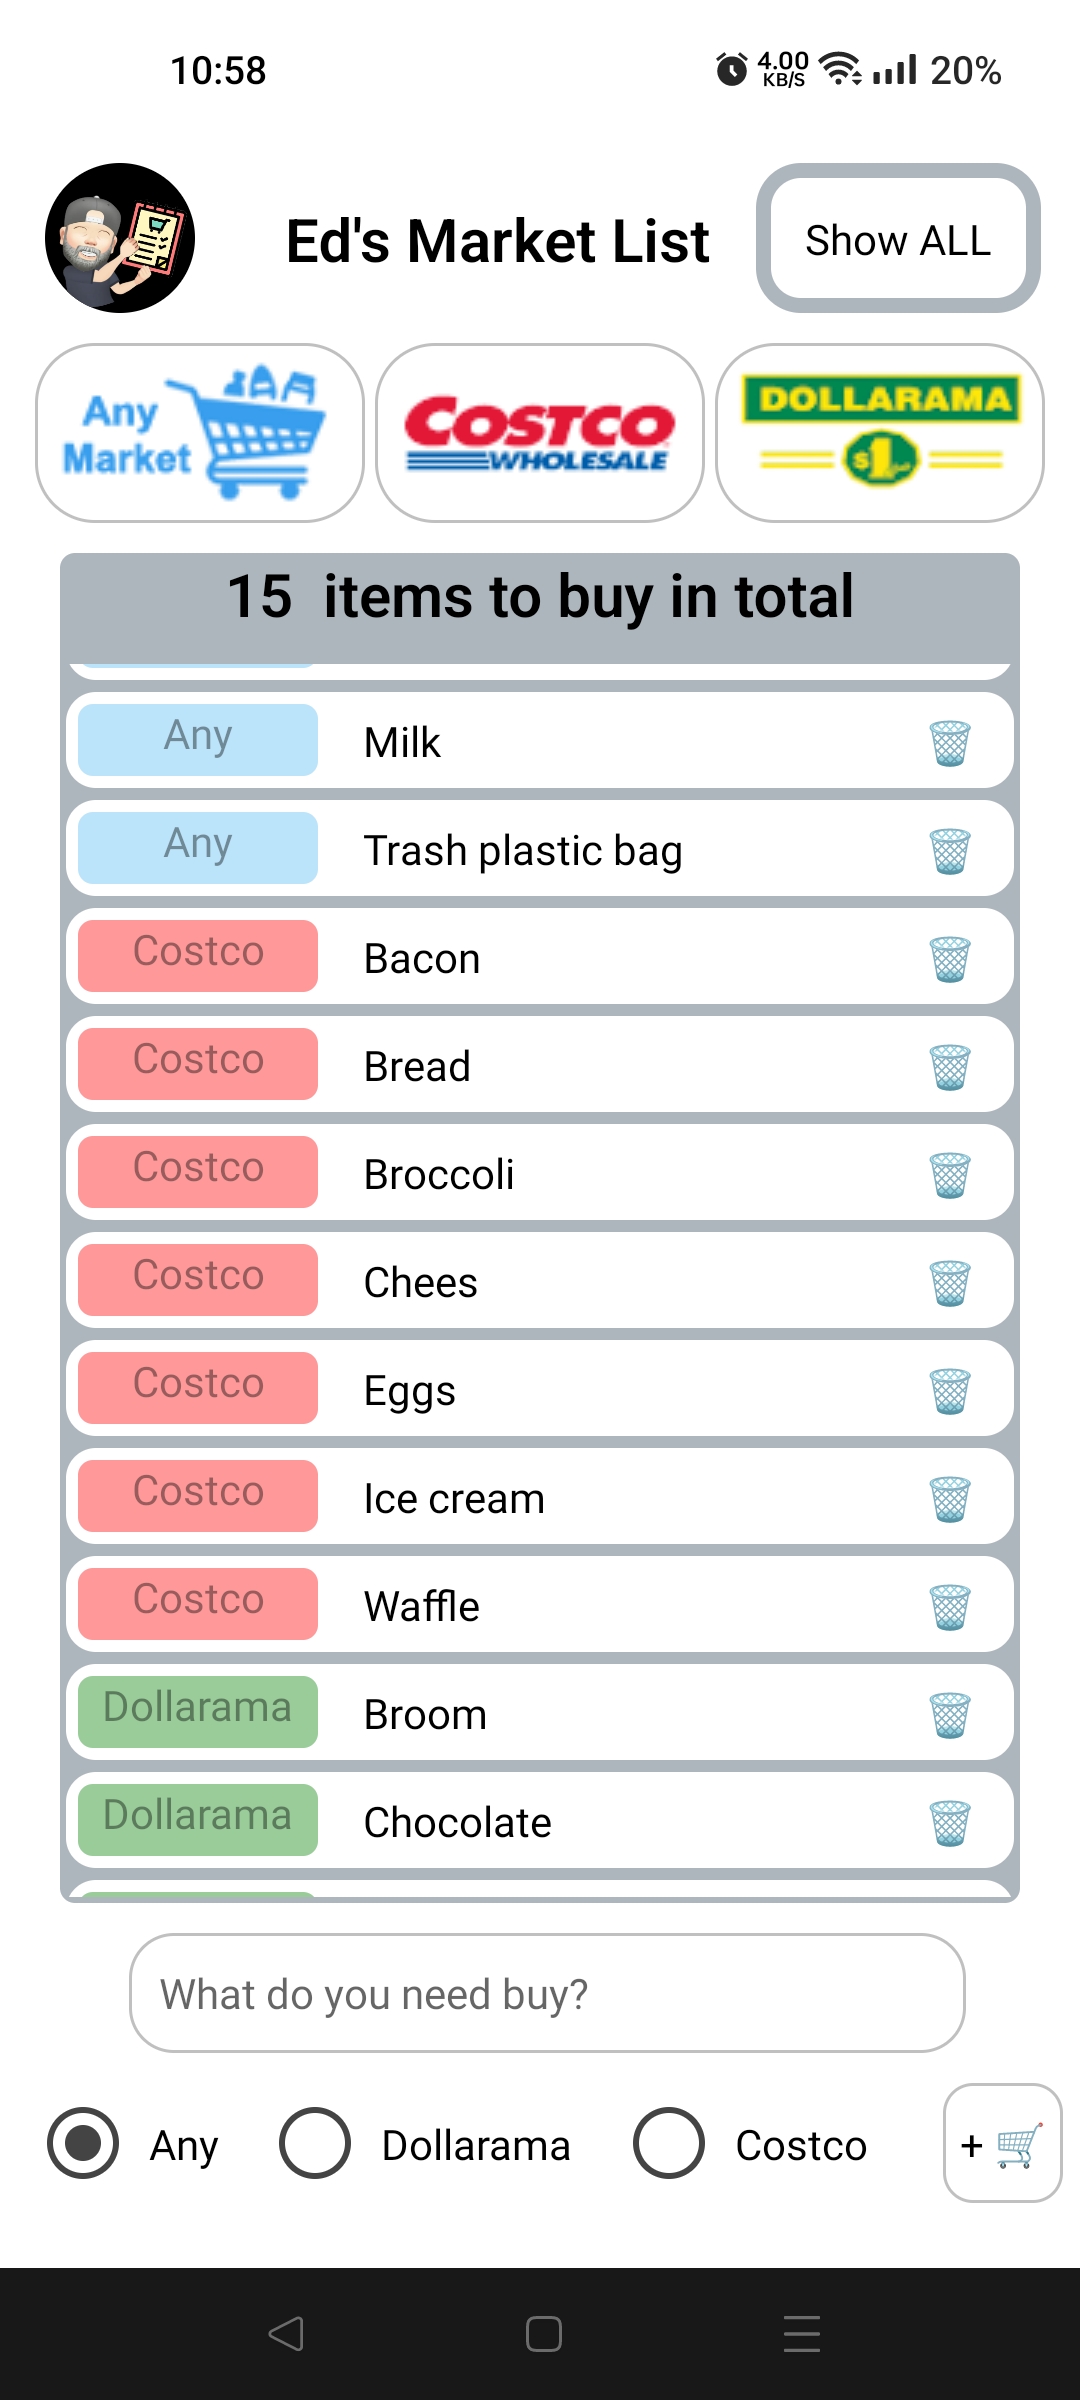 10:58
4.00
KB/S
20%
Ed's Market List
Show ALL
Any
Market
COSTCO
WHOLESALE
DOLLARAMA
$1
15 items to buy in total
Any Milk
Any Trash plastic bag
Costco Bacon
Costco Bread
Costco Broccoli
Costco Chees
Costco Eggs
Costco Ice cream
Costco Waffle
Dollarama Broom
Dollarama Chocolate
What do you need buy?
Any Dollarama Costco +